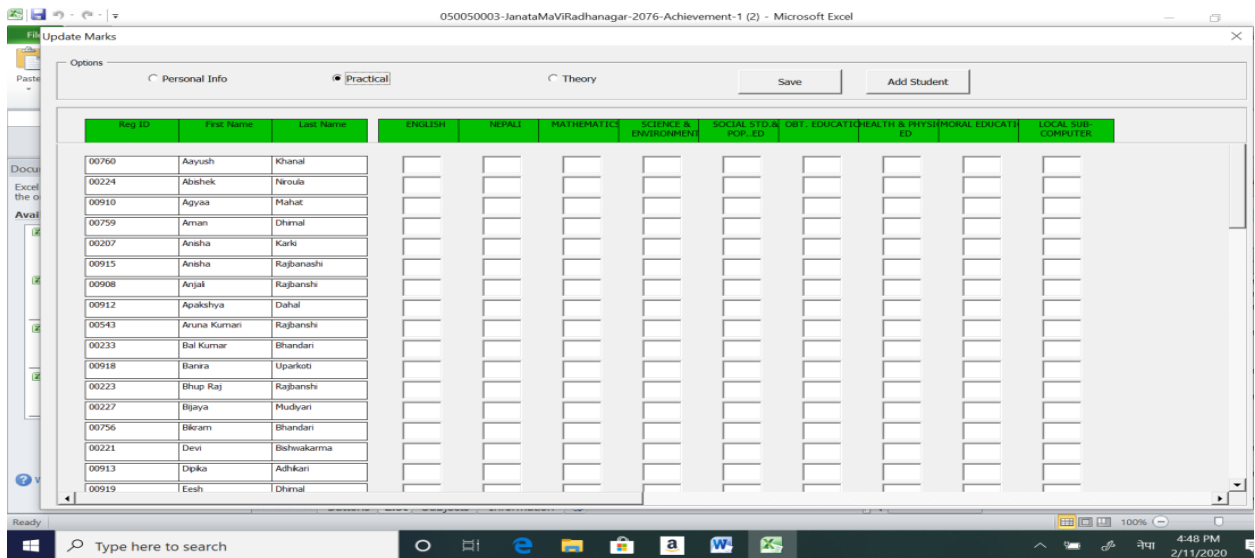 050050003-JanataMaViRadhanagar-2076-Achievement-1 (2) - Microsoft Excel
Update Marks
Options
Personal Info Practical Theory Save Add Student
Paste
Reg ID First Name Last Name ENGLISH NEPALI MATHEMATICS SCIENCE & ENVIRONMENT SOCIAL STD.& POP..ED OBT. EDUCATIO HEALTH & PHYSI ED MORAL EDUCATI LOCAL SUB-COMPUTER
00760 Aayush Khanal
00224 Abishek Niroula
00910 Agyaa Mahat
00759 Aman Dhimal
00207 Anisha Karki
00915 Anisha Rajbanashi
00908 Anjali Rajbanshi
00912 Apakshya Dahal
00543 Aruna Kumari Rajbanshi
00233 Bal Kumar Bhandari
00918 Banira Uparkoti
00223 Bhup Raj Rajbanshi
00227 Bijaya Mudiyari
00756 Bikram Bhandari
00221 Devi Bishwakarma
00913 Dipika Adhikari
00919 Eesh Dhimal
Docu
Excel
the o
Avai
Ready 100%
Type here to search नेपा 4:48 PM
2/11/2020